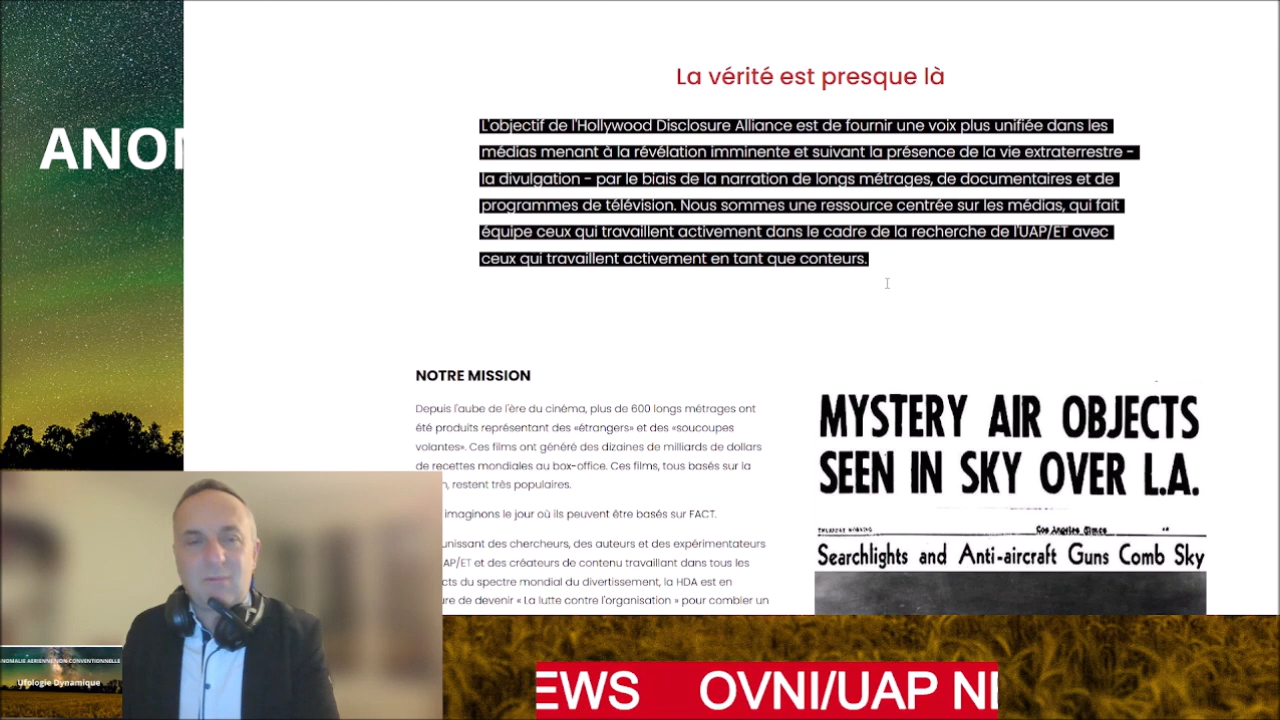 La vérité est presque là
ANO
L'objectif de l'Hollywood Disclosure Alliance est de fournir une voix plus unifiée dans les
médias menant à la révélation imminente et suivant la présence de la vie extraterrestre -
la divulgation - par le biais de la narration de longs métrages, de documentaires et de
programmes de télévision. Nous sommes une ressource centrée sur les médias, qui fait
équipe ceux qui travaillent activement dans le cadre de la recherche de l'UAP/ET avec
ceux qui travaillent activement en tant que conteurs.
NOTRE MISSION
Depuis l'aube de l'ère du cinéma, plus de 600 longs métrages ont
été produits représentant des «étrangers» et des «soucoupes
volantes». Ces films ont généré des dizaines de milliards de dollars
de recettes mondiales au box-office. Ces films, tous basés sur la
restent très populaires.
imaginons le jour où ils peuvent être basés sur FACT.
unissant des chercheurs, des auteurs et des expérimentateurs
AP/ET et des créateurs de contenu travaillant dans tous les
cts du spectre mondial du divertissement, la HDA est en
re de devenir « La lutte contre l'organisation » pour combler un
MYSTERY AIR OBJECTS
SEEN IN SKY OVER L.A.
Los Angeles Times
Searchlights and Anti-aircraft Guns Comb Sky
NOMALIE AERIENNE NON-CONVENTIONNELLE
Ufologie Dynamique
EWS OVNI/UAP N